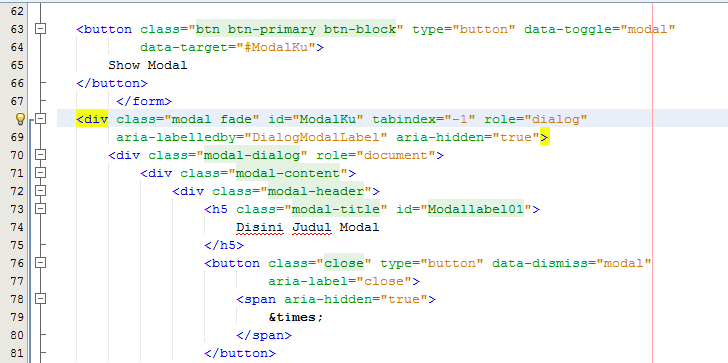 62
63 <button class="btn btn-primary btn-block" type="button" data-toggle="modal"
64 data-target="#ModalKu">
65 Show Modal
66 </button>
67 </form>
68 <div class="modal fade" id="ModalKu" tabindex="-1" role="dialog"
69 aria-labelledby="DialogModalLabel" aria-hidden="true">
70 <div class="modal-dialog" role="document">
71 <div class="modal-content">
72 <div class="modal-header">
73 <h5 class="modal-title" id="Modallabel01">
74 Disini Judul Modal
75 </h5>
76 <button class="close" type="button" data-dismiss="modal"
77 aria-label="close">
78 <span aria-hidden="true">
79 &times;
80 </span>
81 </button>